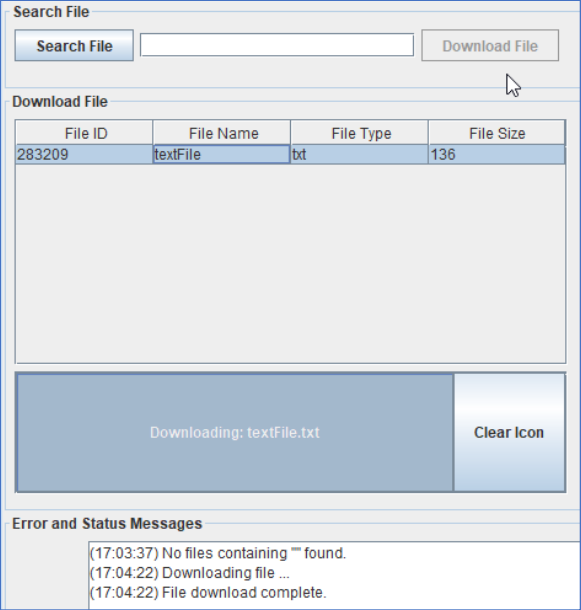 Search File
Search File Download File
Download File
File ID File Name File Type File Size
283209 textFile txt 136
Downloading: textFile.txt Clear Icon
Error and Status Messages
(17:03:37) No files containing "" found.
(17:04:22) Downloading file ...
(17:04:22) File download complete.